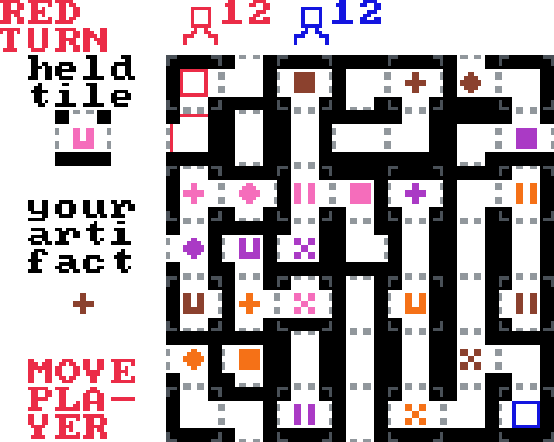 RED 12 12
TURN
held
tile
your
arti
fact
MOVE
PLA-
YER